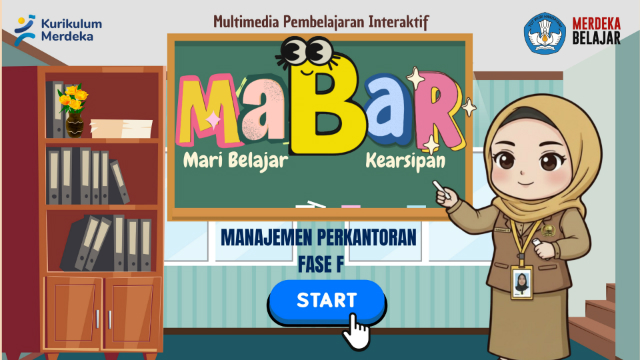 Kurikulum
Merdeka
Multimedia Pembelajaran Interaktif
MERDEKA
BELAJAR
MaBaR
Mari Belajar
Kearsipan
MANAJEMEN PERKANTORAN
FASE F
START